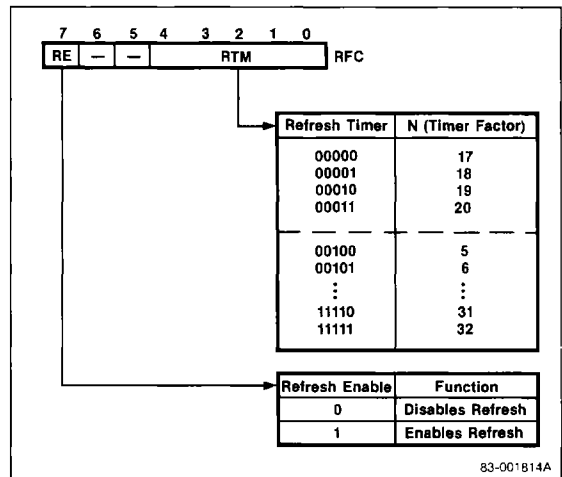 7 6 5 4 3 2 1 0
RE — — RTM RFC
Refresh Timer N (Timer Factor)
00000 17
00001 18
00010 19
00011 20
00100 5
00101 6
⋮ ⋮
11110 31
11111 32
Refresh Enable Function
0 Disables Refresh
1 Enables Refresh
83-001814A